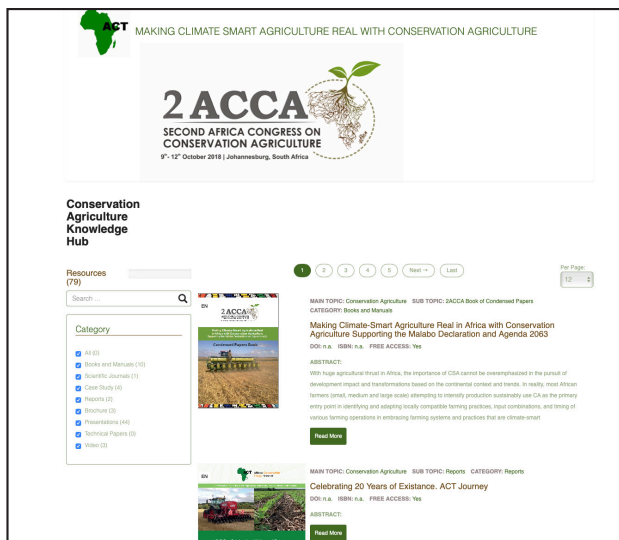 ACT
MAKING CLIMATE SMART AGRICULTURE REAL WITH CONSERVATION AGRICULTURE
2 ACCA
SECOND AFRICA CONGRESS ON
CONSERVATION AGRICULTURE
9th- 12th October 2018 | Johannesburg, South Africa
Conservation
Agriculture
Knowledge
Hub
Resources
(79)
Search ...
Category
All (0)
Books and Manuals (10)
Scientific Journals (1)
Case Study (4)
Reports (2)
Brochure (3)
Presentations (44)
Technical Papers (0)
Video (3)
1 2 3 4 5 Next → Last
Per Page:
12
EN
2 ACCA
Condensed Papers Book
MAIN TOPIC: Conservation Agriculture SUB TOPIC: 2ACCA Book of Condensed Papers
CATEGORY: Books and Manuals
Making Climate-Smart Agriculture Real in Africa with Conservation
Agriculture Supporting the Malabo Declaration and Agenda 2063
DOI: n.a. ISBN: n.a. FREE ACCESS: Yes
ABSTRACT:
With huge agricultural thrust in Africa, the importance of CSA cannot be overemphasized in the pursuit of
development impact and transformations based on the continental context and trends. In reality, most African
farmers (small, medium and large scale) attempting to intensify production sustainably use CA as the primary
entry point in identifying and adapting locally compatible farming practices, input combinations, and timing of
various farming operations in embracing farming systems and practices that are climate-smart
Read More
EN
ACT
MAIN TOPIC: Conservation Agriculture SUB TOPIC: Reports CATEGORY: Reports
Celebrating 20 Years of Existance. ACT Journey
DOI: n.a. ISBN: n.a. FREE ACCESS: Yes
ABSTRACT:
Read More